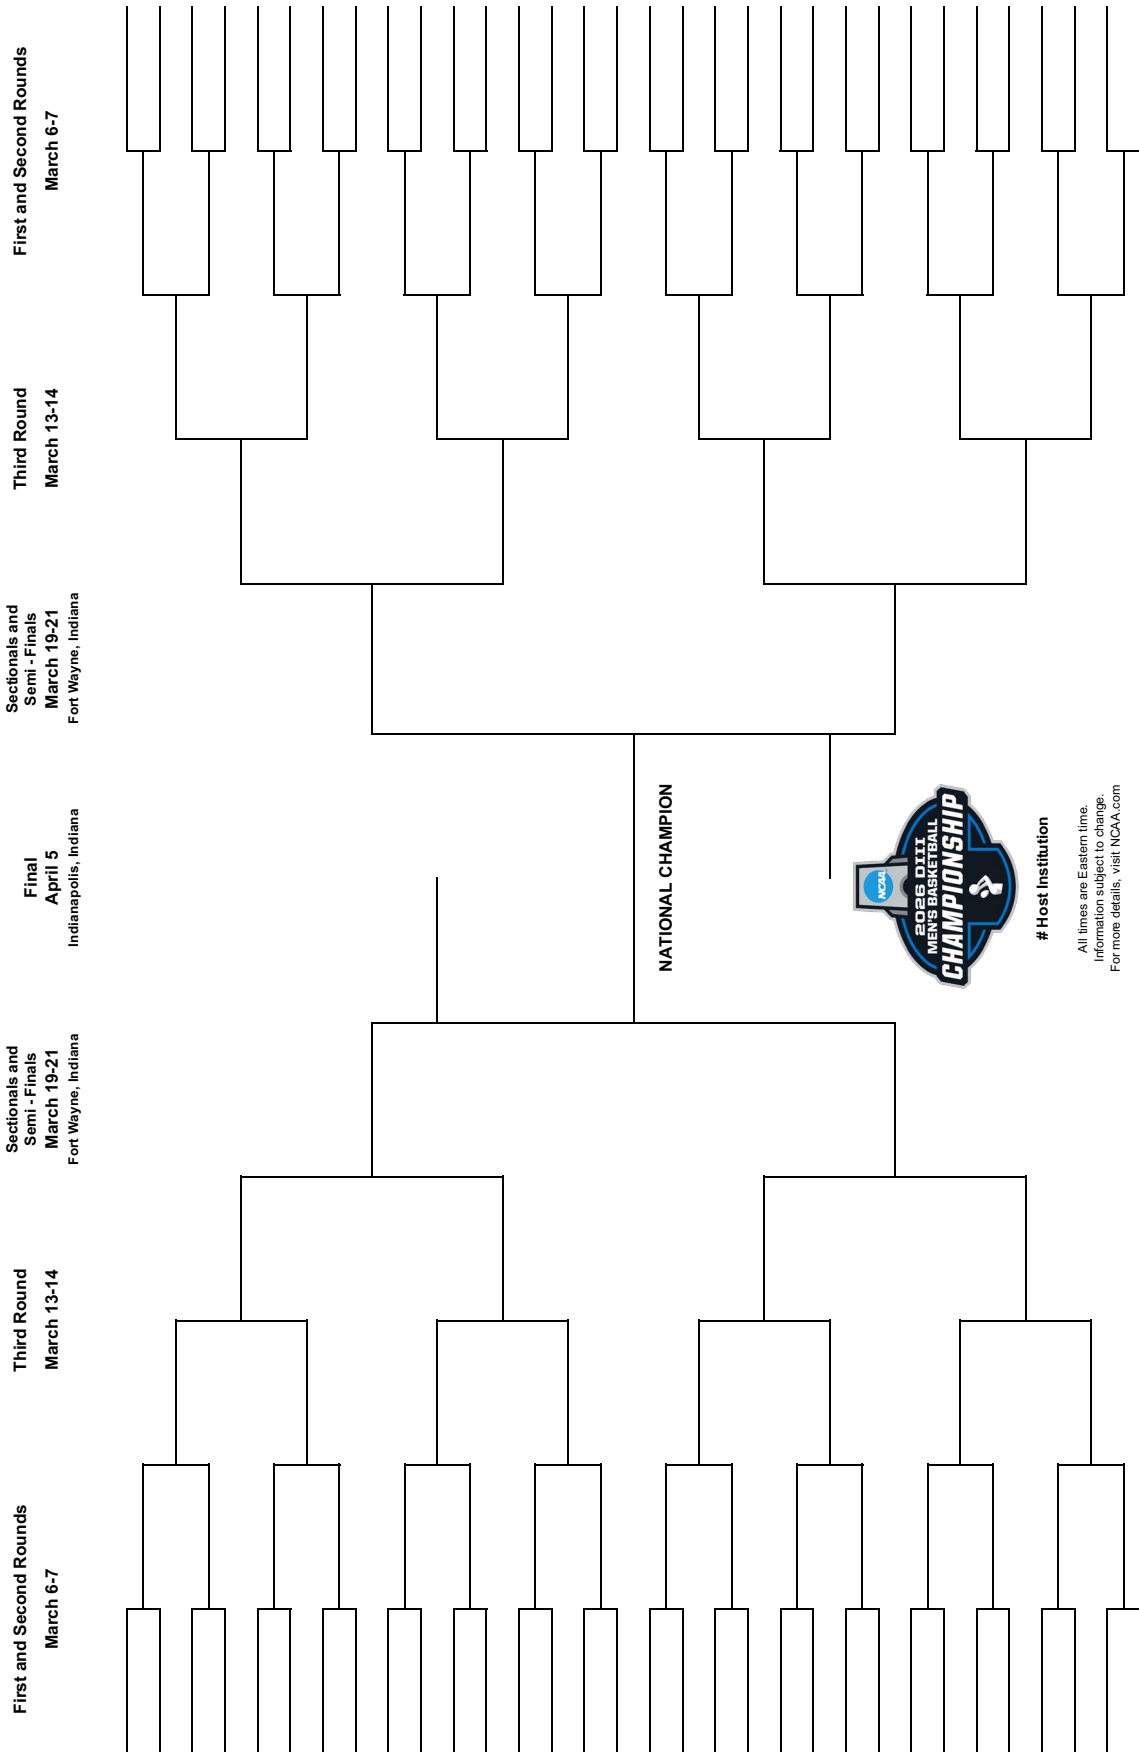 First and Second Rounds
March 6-7
Third Round
March 13-14
Sectionals and
Semi - Finals
March 19-21
Fort Wayne, Indiana
Final
April 5
Indianapolis, Indiana
Sectionals and
Semi - Finals
March 19-21
Fort Wayne, Indiana
Third Round
March 13-14
First and Second Rounds
March 6-7
NATIONAL CHAMPION
NCAA
2026 DIII
MEN'S BASKETBALL
CHAMPIONSHIP
# Host Institution
All times are Eastern time.
Information subject to change.
For more details, visit NCAA.com